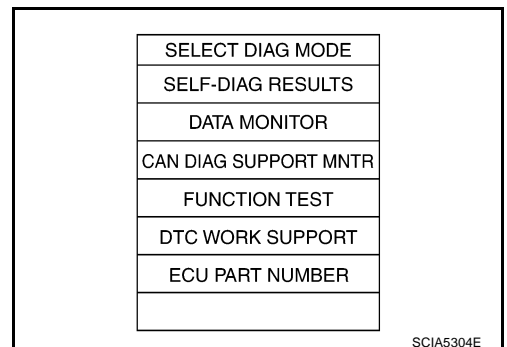 SELECT DIAG MODE
SELF-DIAG RESULTS
DATA MONITOR
CAN DIAG SUPPORT MNTR
FUNCTION TEST
DTC WORK SUPPORT
ECU PART NUMBER
SCIA5304E